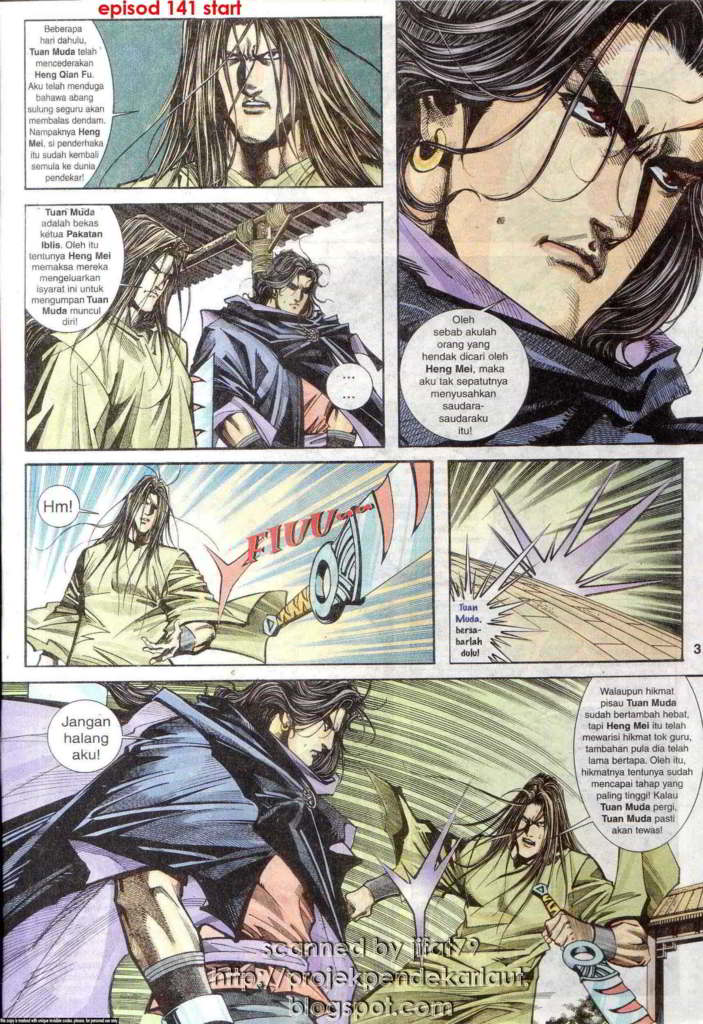 episod 141 start
Beberapa
hari dahulu,
Tuan Muda telah
mencederakan
Heng Qian Fu.
Aku telah menduga
bahawa abang
sulung seguru akan
membalas dendam.
Nampaknya Heng
Mei, si penderhaka
itu sudah kembali
semula ke dunia
pendekar!
Tuan Muda
adalah bekas
ketua Pakatan
Iblis. Oleh itu
tentunya Heng Mei
memaksa mereka
mengeluarkan
isyarat ini untuk
mengumpan Tuan
Muda muncul
diri!
...
...
Oleh
sebab akulah
orang yang
hendak dicari oleh
Heng Mei, maka
aku tak sepatutnya
menyusahkan
saudara-
saudaraku
itu!
Hm!
FIUU
Tuan
Muda,
bersa-
barlah
dulu!
3
Jangan
halang
aku!
Walaupun hikmat
pisau Tuan Muda
sudah bertambah hebat,
tapi Heng Mei itu telah
mewarisi hikmat tok guru,
tambahan pula dia telah
lama bertapa. Oleh itu,
hikmatnya tentunya sudah
mencapai tahap yang
paling tinggi! Kalau
Tuan Muda pergi,
Tuan Muda pasti
akan tewas!
scanned by jifat79
http://projekpendekarlaut.
blogspot.com